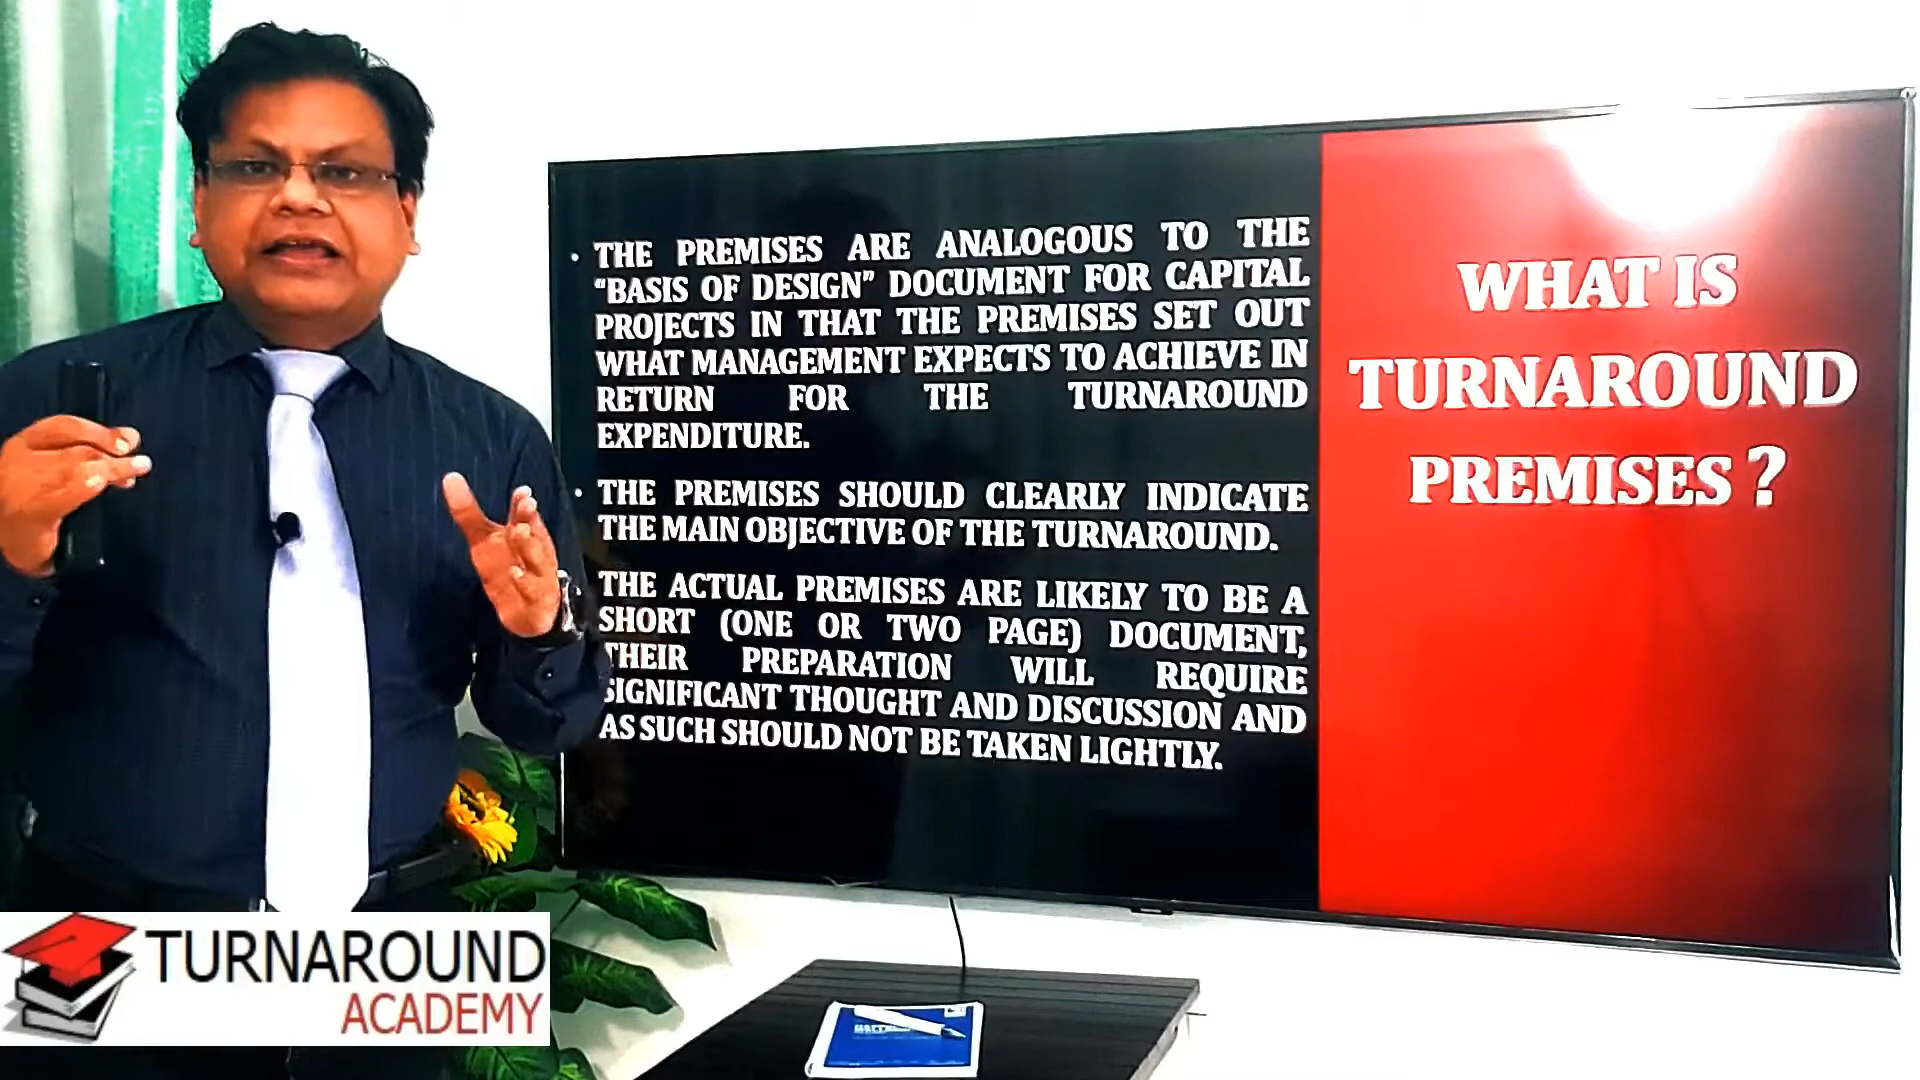 • THE PREMISES ARE ANALOGOUS TO THE
“BASIS OF DESIGN” DOCUMENT FOR CAPITAL
PROJECTS IN THAT THE PREMISES SET OUT
WHAT MANAGEMENT EXPECTS TO ACHIEVE IN
RETURN FOR THE TURNAROUND
EXPENDITURE.
• THE PREMISES SHOULD CLEARLY INDICATE
THE MAIN OBJECTIVE OF THE TURNAROUND.
THE ACTUAL PREMISES ARE LIKELY TO BE A
SHORT (ONE OR TWO PAGE) DOCUMENT,
THEIR PREPARATION WILL REQUIRE
SIGNIFICANT THOUGHT AND DISCUSSION AND
AS SUCH SHOULD NOT BE TAKEN LIGHTLY.
WHAT IS
TURNAROUND
PREMISES ?
TURNAROUND
ACADEMY